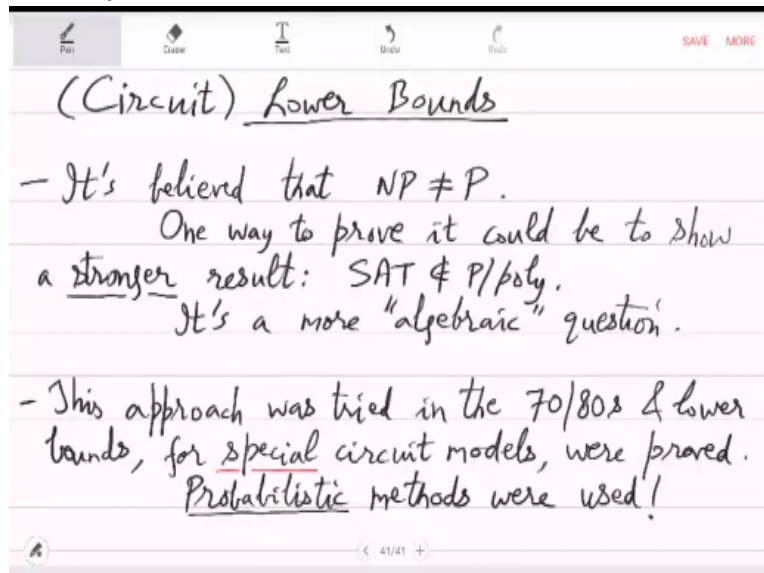 Pen Eraser Text Undo Redo SAVE MORE
(Circuit) Lower Bounds
- It's believed that NP ≠ P.
One way to prove it could be to show
a stronger result: SAT ∉ P/poly.
It's a more "algebraic" question.
- This approach was tried in the 70/80s & lower
bounds, for special circuit models, were proved.
Probabilistic methods were used!
< 41/41 +